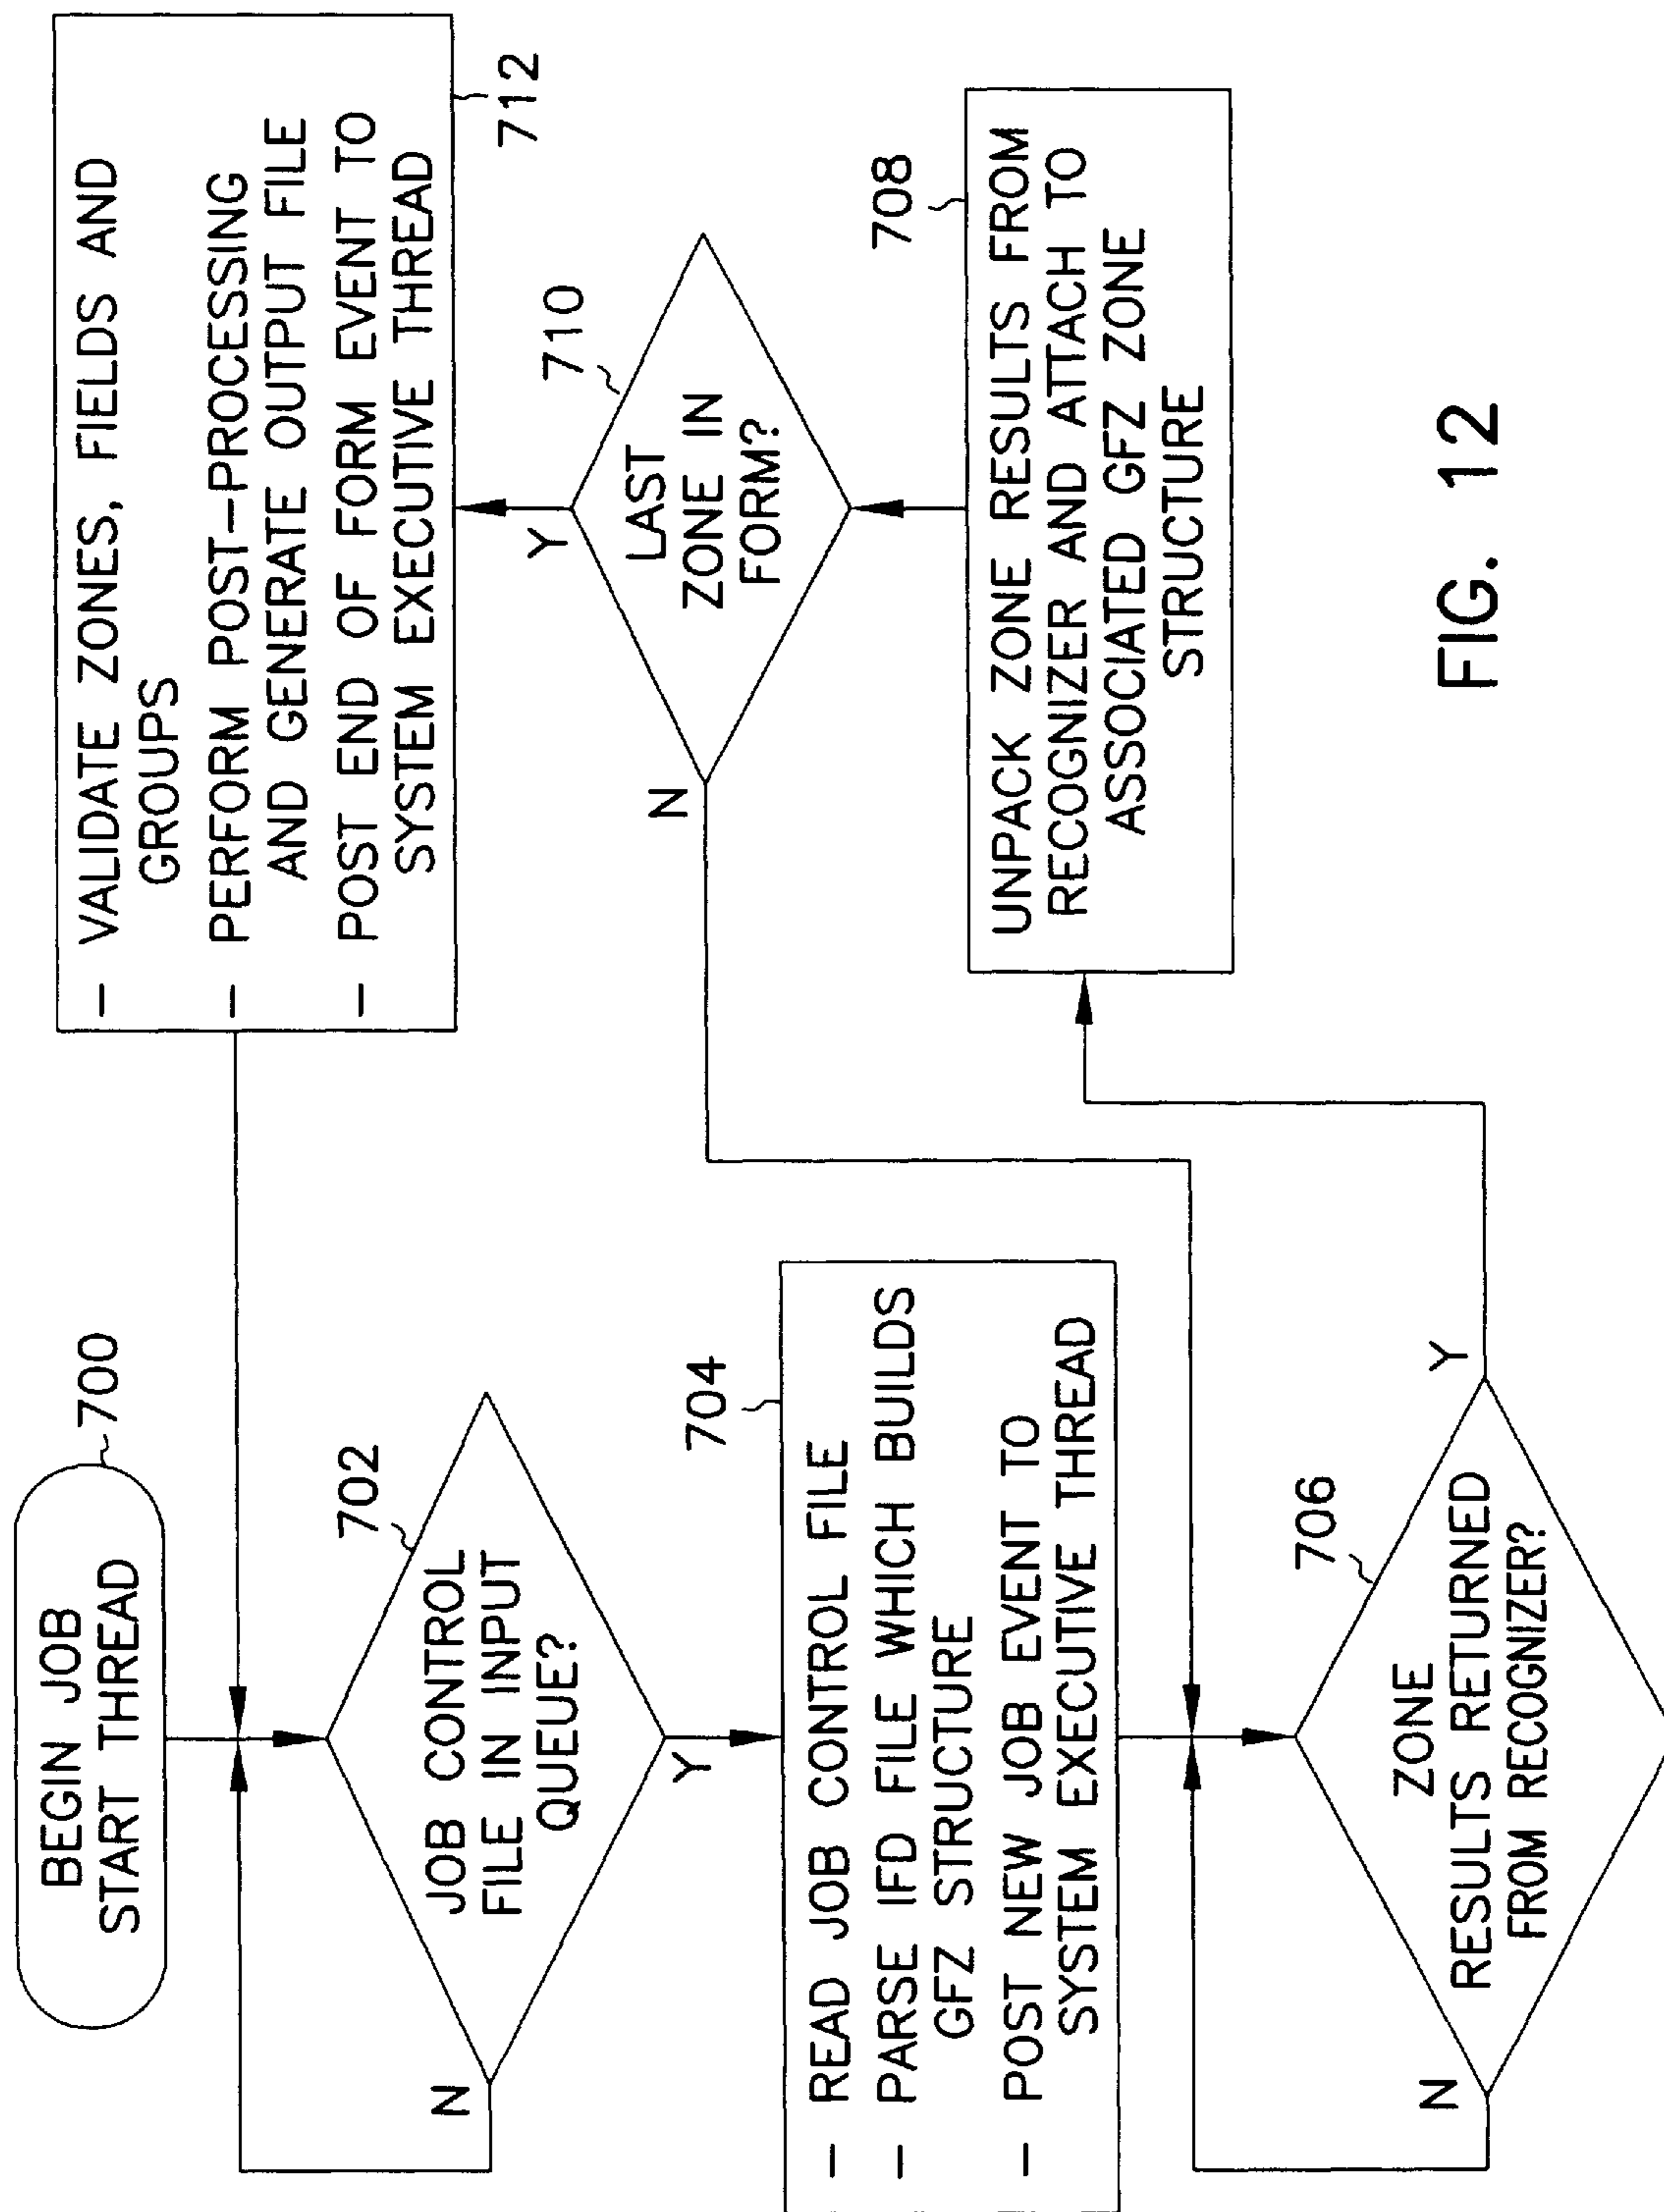 BEGIN JOB
START THREAD
700
702
JOB CONTROL
FILE IN INPUT
QUEUE?
N
Y
704
— READ JOB CONTROL FILE
— PARSE IFD FILE WHICH BUILDS
GFZ STRUCTURE
— POST NEW JOB EVENT TO
SYSTEM EXECUTIVE THREAD
706
ZONE
RESULTS RETURNED
FROM RECOGNIZER?
N
Y
708
UNPACK ZONE RESULTS FROM
RECOGNIZER AND ATTACH TO
ASSOCIATED GFZ ZONE
STRUCTURE
710
LAST
ZONE IN
FORM?
N
Y
— VALIDATE ZONES, FIELDS AND
GROUPS
— PERFORM POST—PROCESSING
AND GENERATE OUTPUT FILE
— POST END OF FORM EVENT TO
SYSTEM EXECUTIVE THREAD
712
FIG. 12